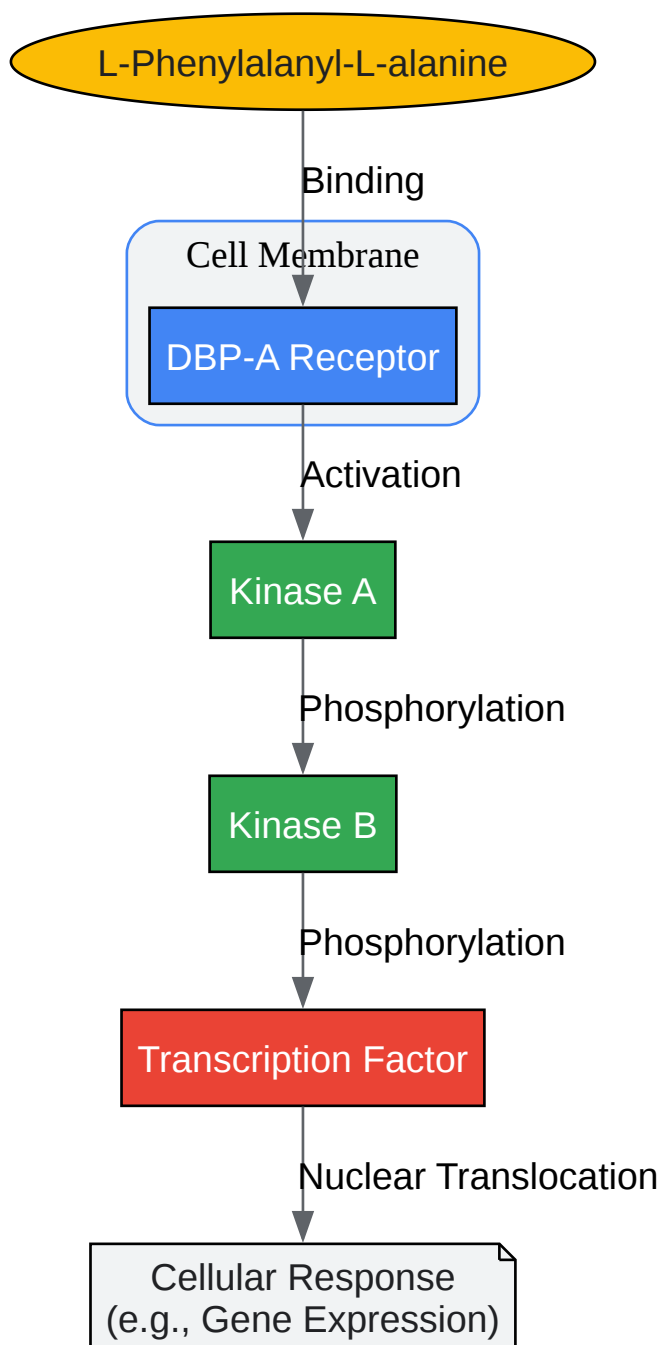 L-Phenylalanyl-L-alanine
Binding
Cell Membrane
DBP-A Receptor
Activation
Kinase A
Phosphorylation
Kinase B
Phosphorylation
Transcription Factor
Nuclear Translocation
Cellular Response
(e.g., Gene Expression)